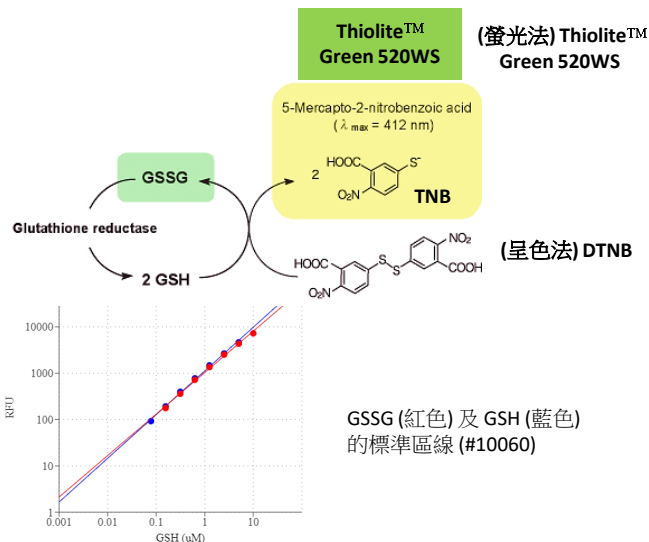 Thiolite™
Green 520WS
(螢光法) Thiolite™
Green 520WS
5-Mercapto-2-nitrobenzoic acid
( λ max = 412 nm)
HOOC
S⁻
2
O₂N
TNB
GSSG
Glutathione reductase
2 GSH
NO₂
HOOC
S
S
COOH
O₂N
(呈色法) DTNB
10000
1000
100
10
1
RFU
0.001
0.01
0.1
1
10
GSH (uM)
GSSG (紅色) 及 GSH (藍色)
的標準區線 (#10060)